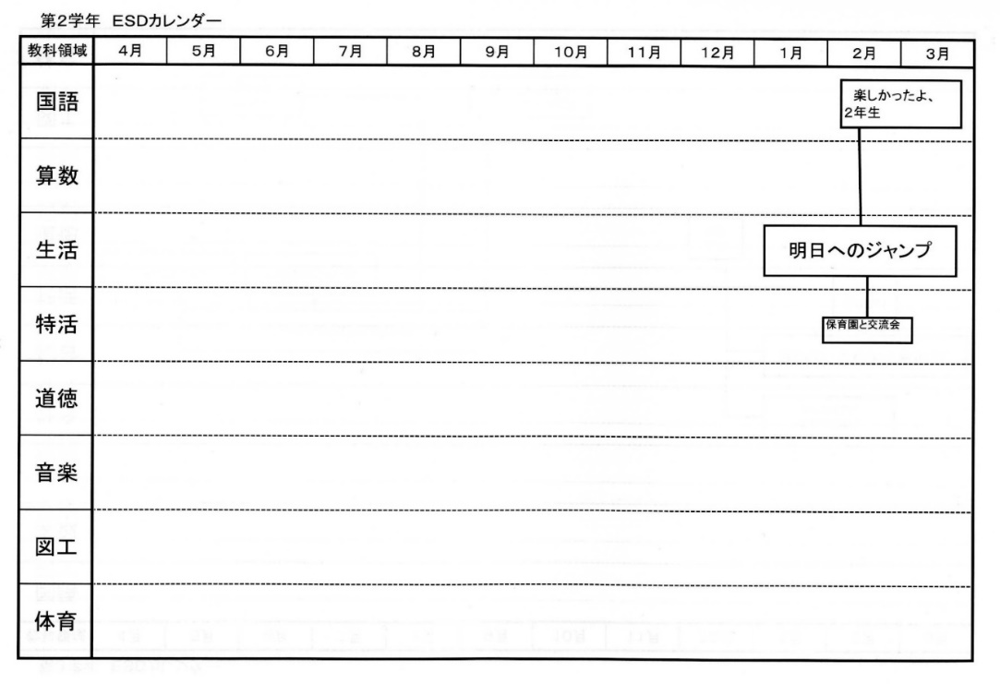 第2学年 ESDカレンダー
教科領域 4月 5月 6月 7月 8月 9月 10月 11月 12月 1月 2月 3月
国語
楽しかったよ、
2年生
算数
生活
明日へのジャンプ
特活
保育園と交流会
道徳
音楽
図工
体育